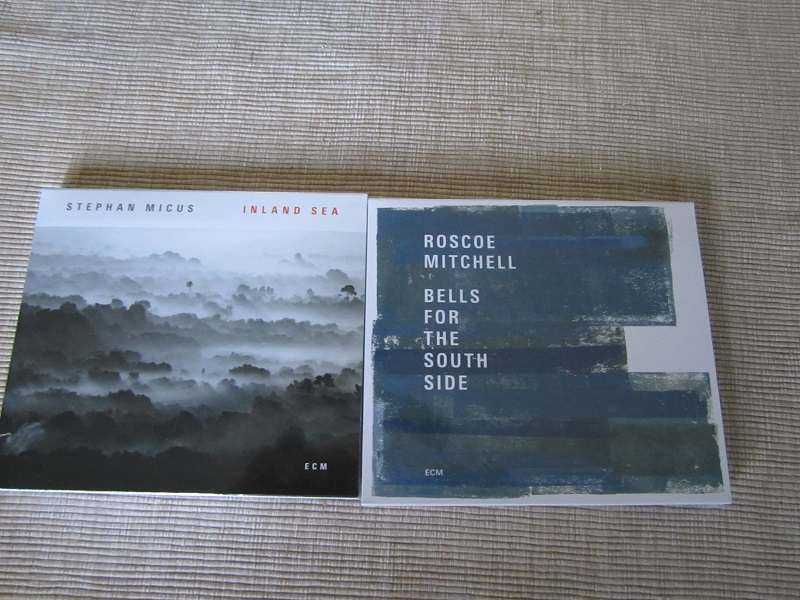 STEPHAN MICUS INLAND SEA
ECM
ROSCOE
MITCHELL
BELLS
FOR
THE
SOUTH
SIDE
ECM